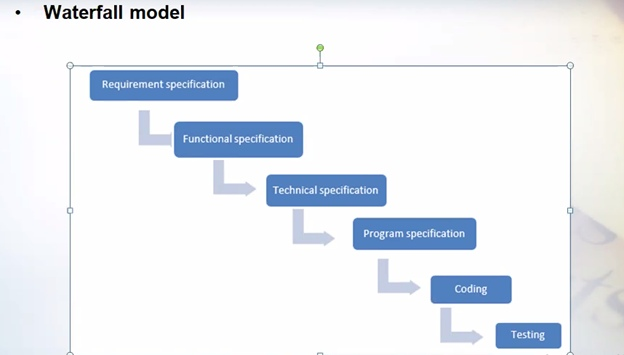 • Waterfall model
Requirement specification
Functional specification
Technical specification
Program specification
Coding
Testing